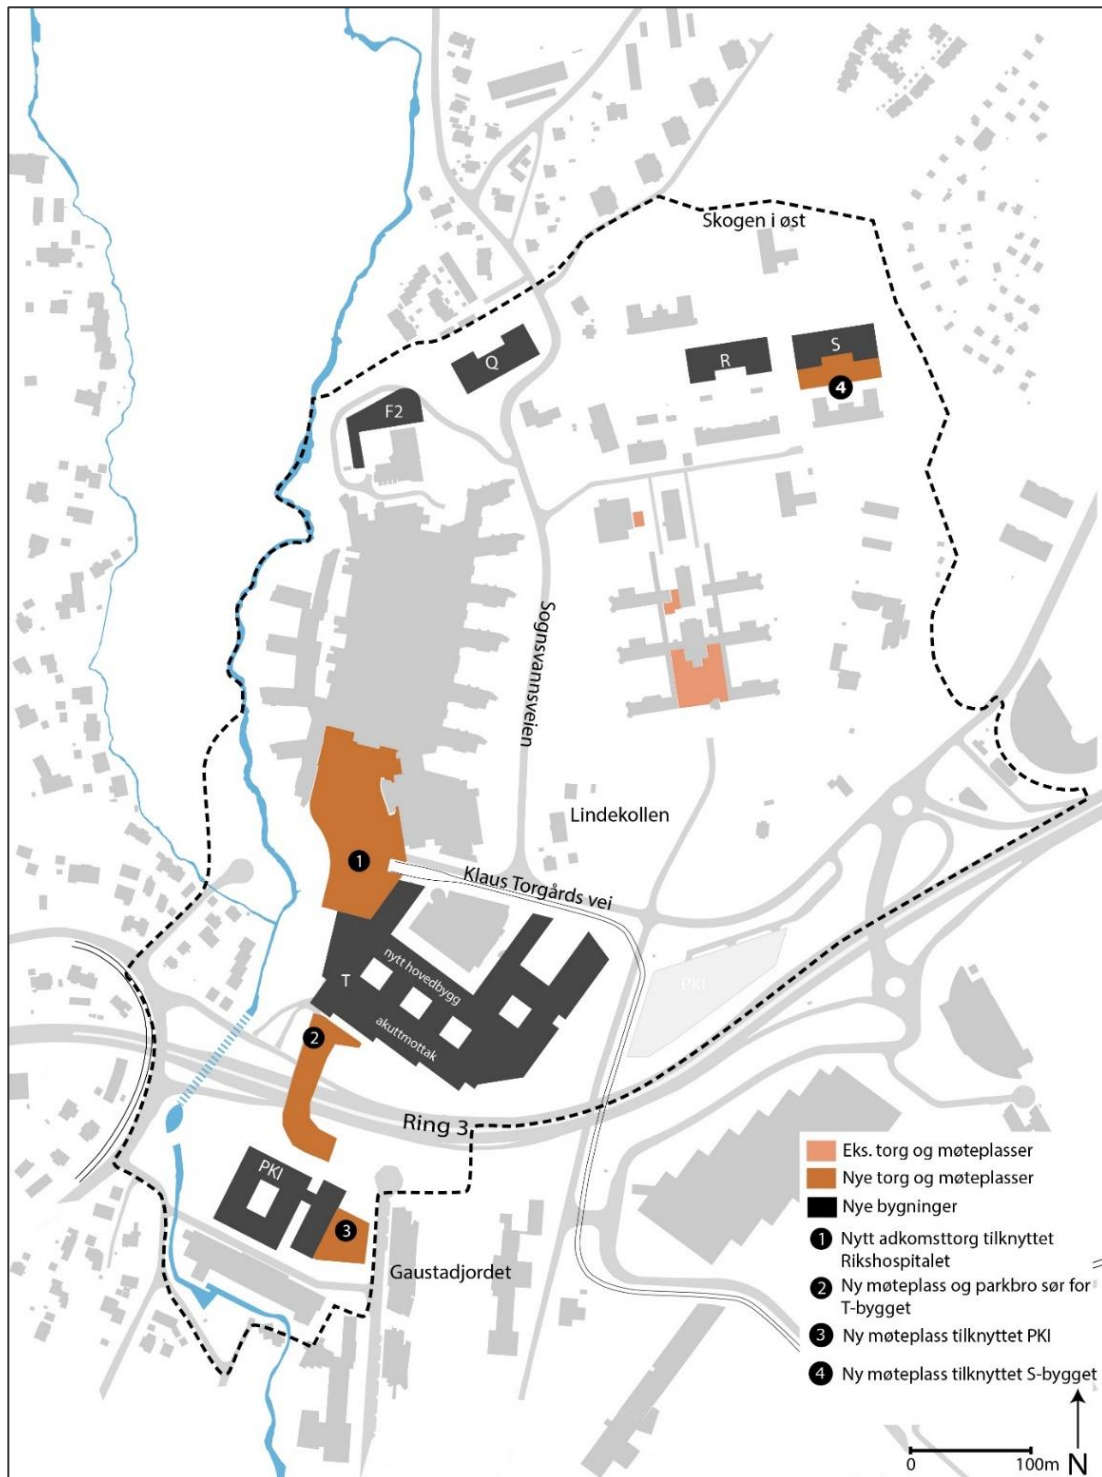 Skogen i øst
Q
R
S
4
F2
Sognsvannsveien
Lindekollen
1
Klaus Torgårds vei
nytt hovedbygg
T
akuttmottak
PKI
2
Ring 3
PKI
3
Gaustadjordet
Eks. torg og møteplasser
Nye torg og møteplasser
Nye bygninger
1 Nytt adkomsttorg tilknyttet
Rikshospitalet
2 Ny møteplass og parkbro sør for
T-bygget
3 Ny møteplass tilknyttet PKI
4 Ny møteplass tilknyttet S-bygget
0 100m N